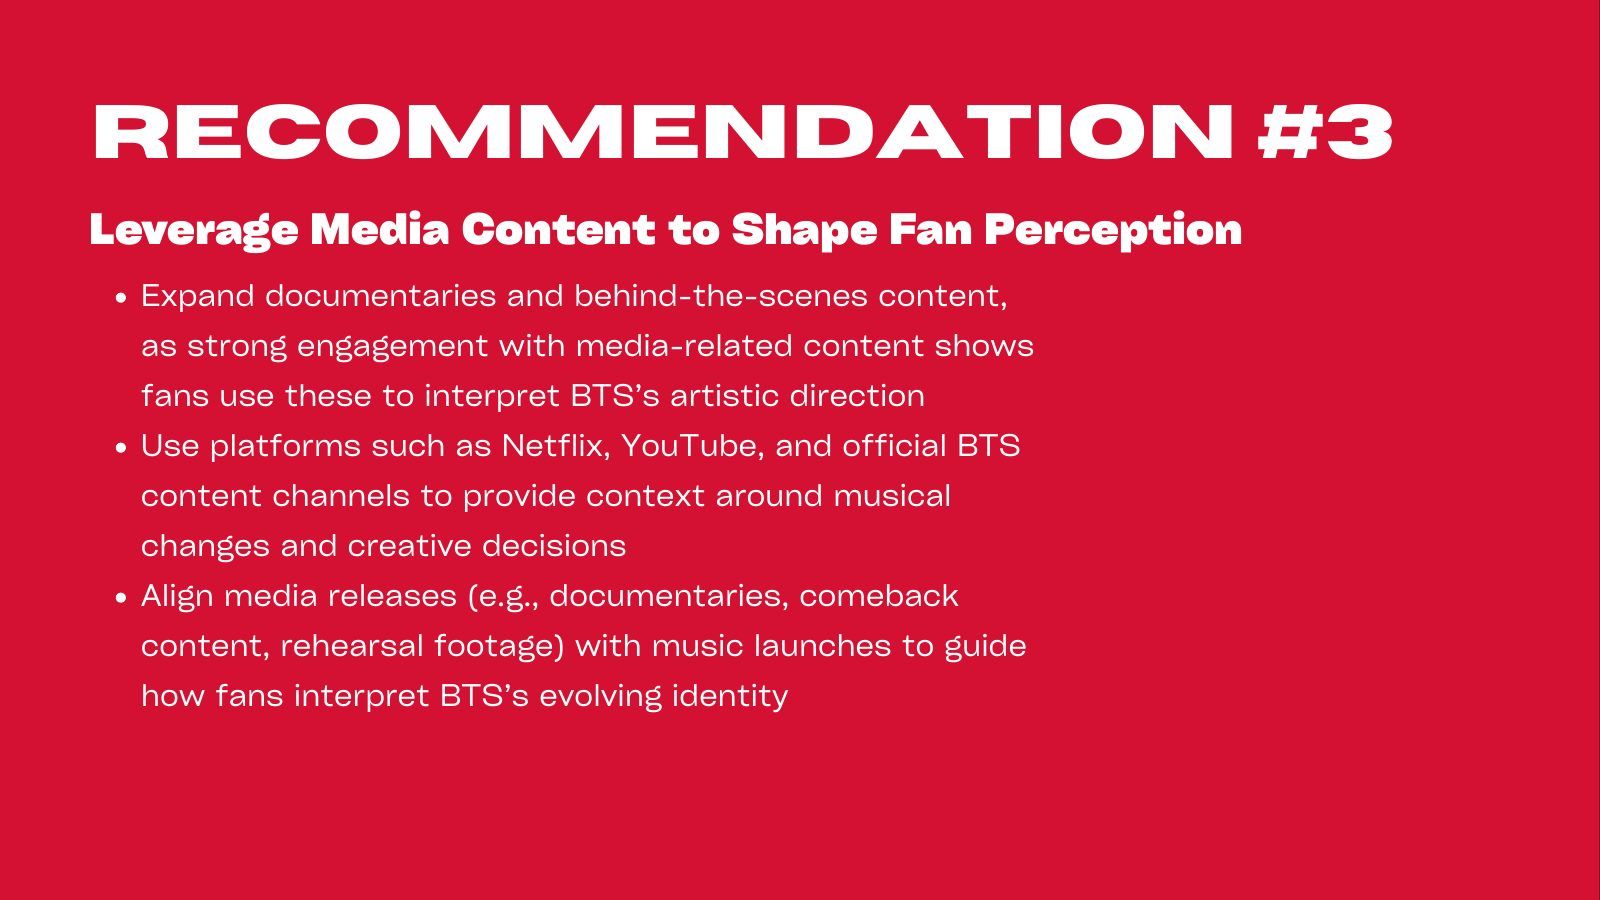 RECOMMENDATION #3
Leverage Media Content to Shape Fan Perception
• Expand documentaries and behind-the-scenes content,
as strong engagement with media-related content shows
fans use these to interpret BTS’s artistic direction
• Use platforms such as Netflix, YouTube, and official BTS
content channels to provide context around musical
changes and creative decisions
• Align media releases (e.g., documentaries, comeback
content, rehearsal footage) with music launches to guide
how fans interpret BTS’s evolving identity